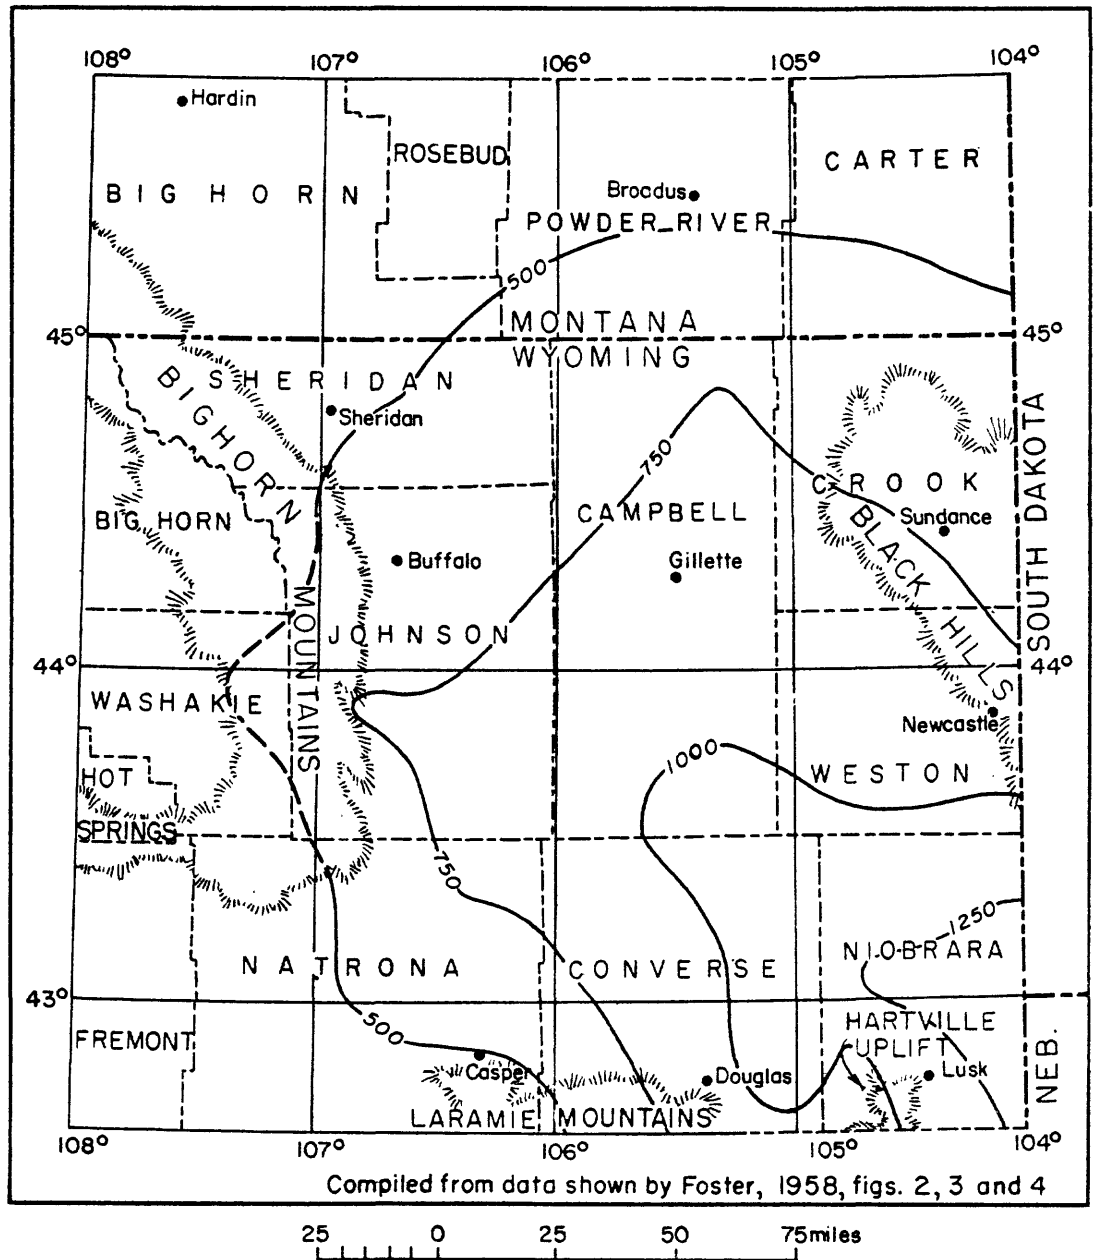 108° 107° 106° 105° 104°
Hardin
ROSEBUD
CARTER
BIG HORN
Broadus
POWDER RIVER
500
MONTANA
45° 45°
WYOMING
SHERIDAN
BIGHORN
MOUNTAINS
Sheridan
750
CROOK
SOUTH DAKOTA
BIG HORN
CAMPBELL
Sundance
BLACK HILLS
Buffalo
Gillette
JOHNSON
44° 44°
WASHAKIE
Newcastle
1000
HOT
SPRINGS
WESTON
750
1250
NATRONA
CONVERSE
NIOBRARA
43°
500
FREMONT
HARTVILLE
UPLIFT
NEB.
Casper
Douglas
Lusk
LARAMIE MOUNTAINS
108° 107° 106° 105° 104°
Compiled from data shown by Foster, 1958, figs. 2, 3 and 4
25 0 25 50 75 miles